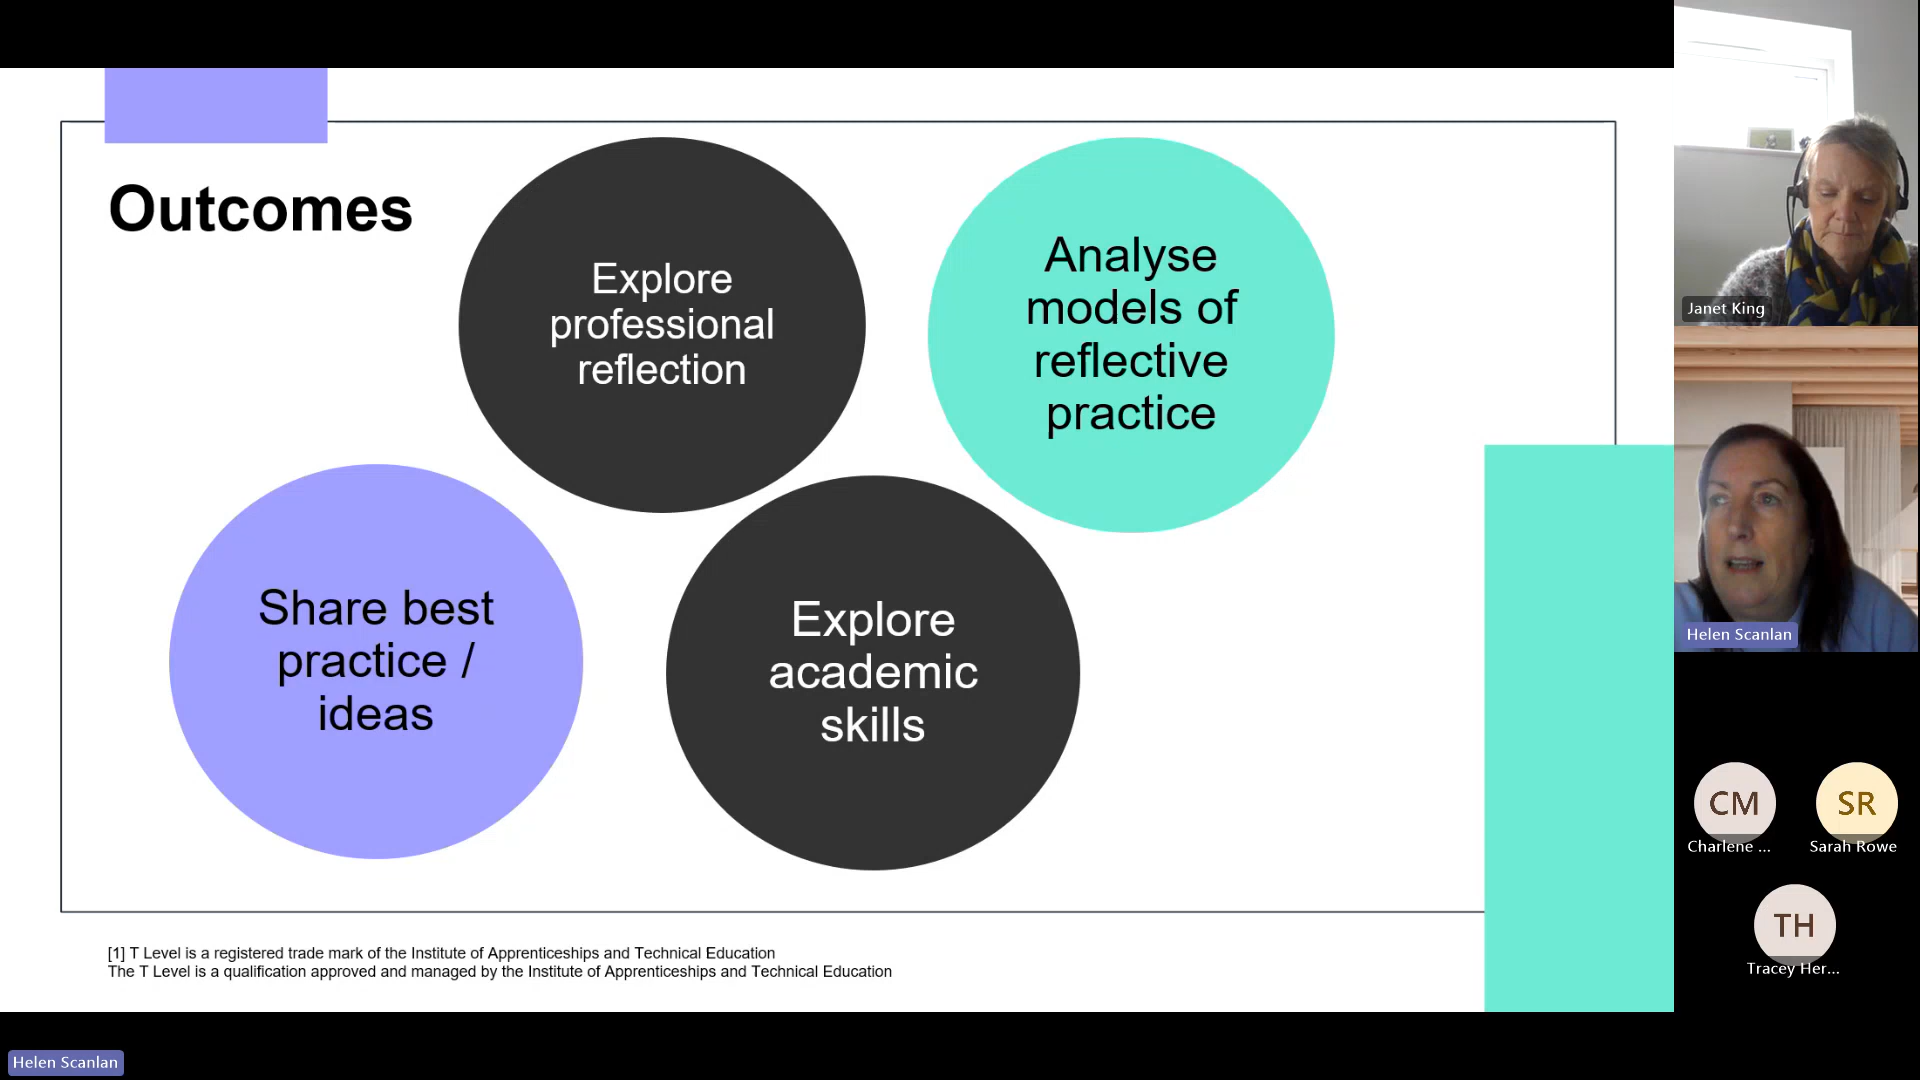 Outcomes
Explore
professional
reflection
Analyse
models of
reflective
practice
Share best
practice /
ideas
Explore
academic
skills
[1] T Level is a registered trade mark of the Institute of Apprenticeships and Technical Education
The T Level is a qualification approved and managed by the Institute of Apprenticeships and Technical Education
Janet King
Helen Scanlan
CM
Charlene ...
SR
Sarah Rowe
TH
Tracey Her...
Helen Scanlan